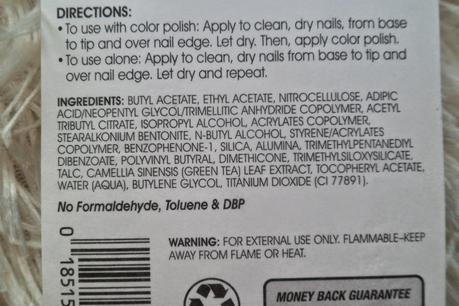 DIRECTIONS:
• To use with color polish: Apply to clean, dry nails, from base
to tip and over nail edge. Let dry. Then, apply color polish.
• To use alone: Apply to clean, dry nails from base to tip and
over nail edge. Let dry and repeat.
INGREDIENTS: BUTYL ACETATE, ETHYL ACETATE, NITROCELLULOSE, ADIPIC
ACID/NEOPENTYL GLYCOL/TRIMELLITIC ANHYDRIDE COPOLYMER, ACETYL
TRIBUTYL CITRATE, ISOPROPYL ALCOHOL, ACRYLATES COPOLYMER,
STEARALKONIUM BENTONITE, N-BUTYL ALCOHOL, STYRENE/ACRYLATES
COPOLYMER, BENZOPHENONE-1, SILICA, ALUMINA, TRIMETHYLPENTANEDIYL
DIBENZOATE, POLYVINYL BUTYRAL, DIMETHICONE, TRIMETHYLSILOXYSILICATE,
TALC, CAMELLIA SINENSIS (GREEN TEA) LEAF EXTRACT, TOCOPHERYL ACETATE,
WATER (AQUA), BUTYLENE GLYCOL, TITANIUM DIOXIDE (CI 77891).
No Formaldehyde, Toluene & DBP
WARNING: FOR EXTERNAL USE ONLY. FLAMMABLE–KEEP
AWAY FROM FLAME OR HEAT.
MONEY BACK GUARANTEE
0 1851